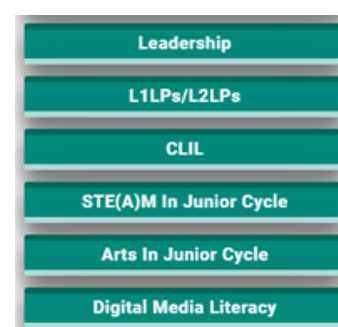 Leadership
L1LPs/L2LPs
CLIL
STE(A)M In Junior Cycle
Arts In Junior Cycle
Digital Media Literacy